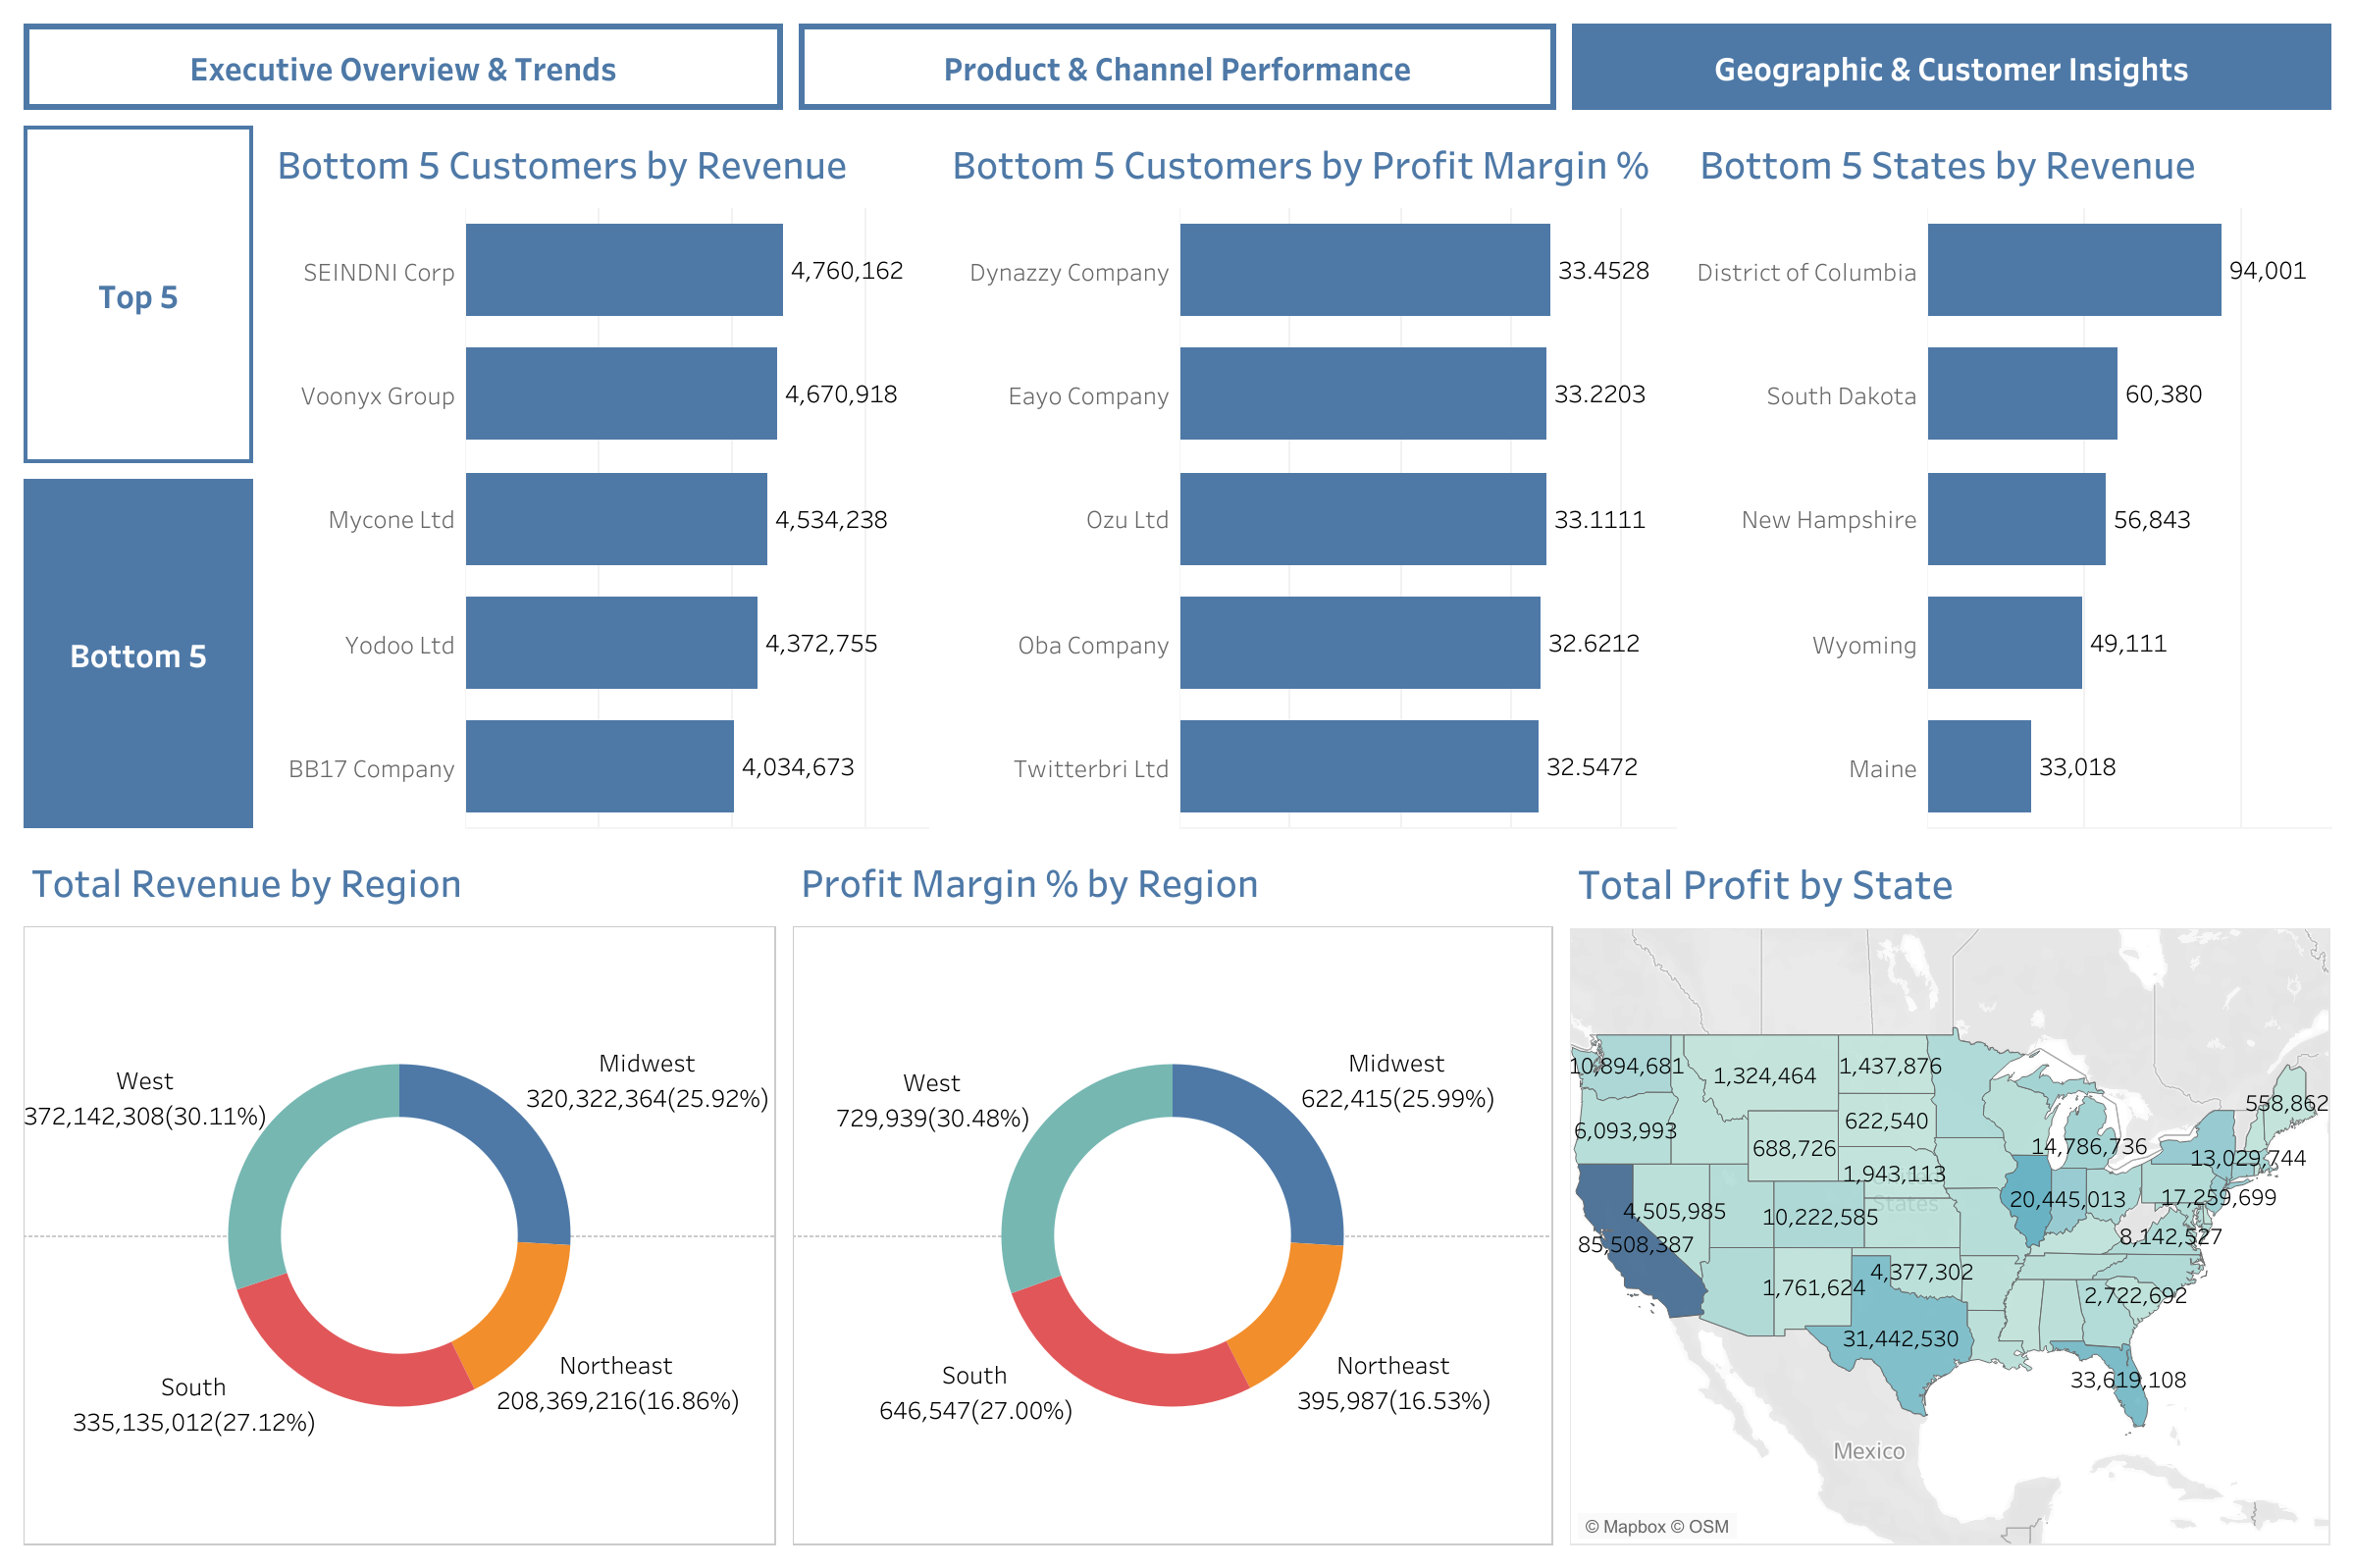 Executive Overview & Trends
Product & Channel Performance
Geographic & Customer Insights
Top 5
Bottom 5
Bottom 5 Customers by Revenue
SEINDNI Corp
4,760,162
Voonyx Group
4,670,918
Mycone Ltd
4,534,238
Yodoo Ltd
4,372,755
BB17 Company
4,034,673
Bottom 5 Customers by Profit Margin %
Dynazzy Company
33.4528
Eayo Company
33.2203
Ozu Ltd
33.1111
Oba Company
32.6212
Twitterbri Ltd
32.5472
Bottom 5 States by Revenue
District of Columbia
94,001
South Dakota
60,380
New Hampshire
56,843
Wyoming
49,111
Maine
33,018
Total Revenue by Region
Midwest
320,322,364(25.92%)
West
372,142,308(30.11%)
Northeast
208,369,216(16.86%)
South
335,135,012(27.12%)
Profit Margin % by Region
Midwest
622,415(25.99%)
West
729,939(30.48%)
Northeast
395,987(16.53%)
South
646,547(27.00%)
Total Profit by State
10,894,681
1,324,464
1,437,876
558,862
6,093,993
622,540
688,726
14,786,736
13,029,744
1,943,113
20,445,013
17,259,699
States
4,505,985
10,222,585
8,142,527
85,508,387
4,377,302
1,761,624
2,722,692
31,442,530
33,619,108
Mexico
© Mapbox © OSM